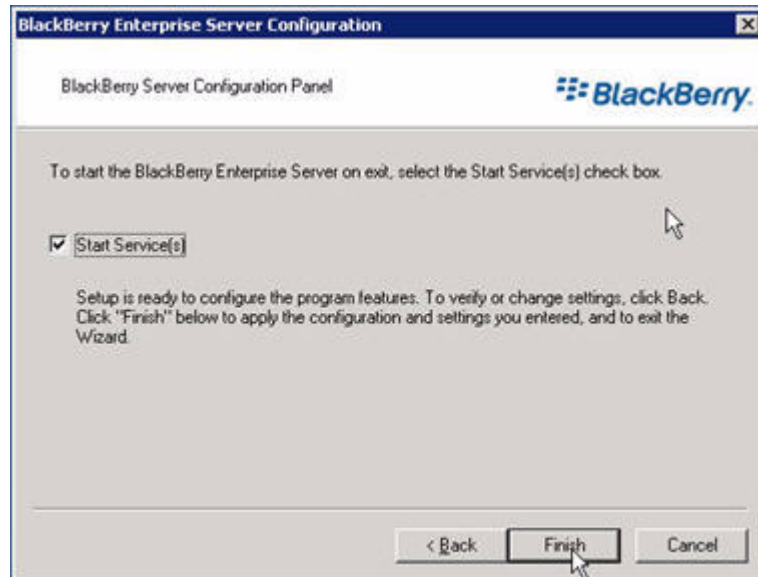 BlackBerry Enterprise Server Configuration
BlackBerry Server Configuration Panel
BlackBerry.
To start the BlackBerry Enterprise Server on exit, select the Start Service(s) check box.
Start Service(s)
Setup is ready to configure the program features. To verify or change settings, click Back.
Click "Finish" below to apply the configuration and settings you entered, and to exit the
Wizard.
< Back
Finish
Cancel